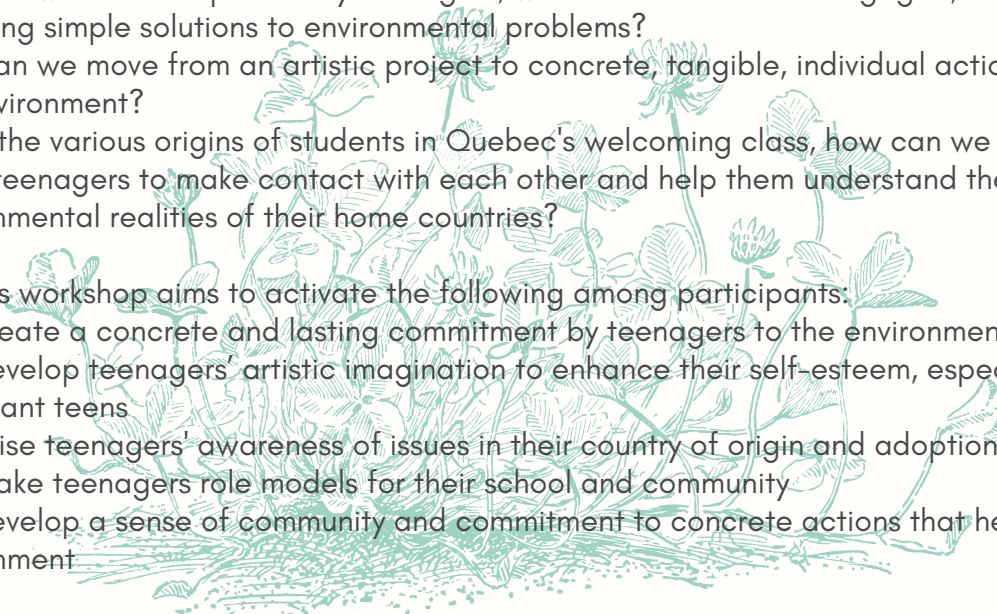 ng simple solutions to environmental problems?
an we move from an artistic project to concrete, tangible, individual actio
vironment?
the various origins of students in Quebec's welcoming class, how can we
teenagers to make contact with each other and help them understand the
nmental realities of their home countries?
s workshop aims to activate the following among participants:
eate a concrete and lasting commitment by teenagers to the environmen
evelop teenagers’ artistic imagination to enhance their self-esteem, espec
ant teens
ise teenagers' awareness of issues in their country of origin and adoption
ake teenagers role models for their school and community
evelop a sense of community and commitment to concrete actions that he
nment